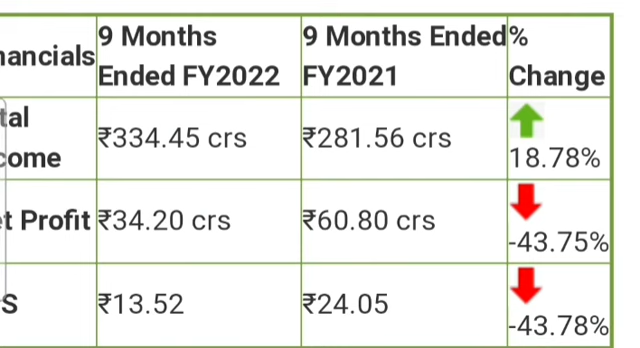 nancials 9 Months Ended FY2022 9 Months Ended FY2021 % Change
tal come ₹334.45 crs ₹281.56 crs 18.78%
t Profit ₹34.20 crs ₹60.80 crs -43.75%
S ₹13.52 ₹24.05 -43.78%